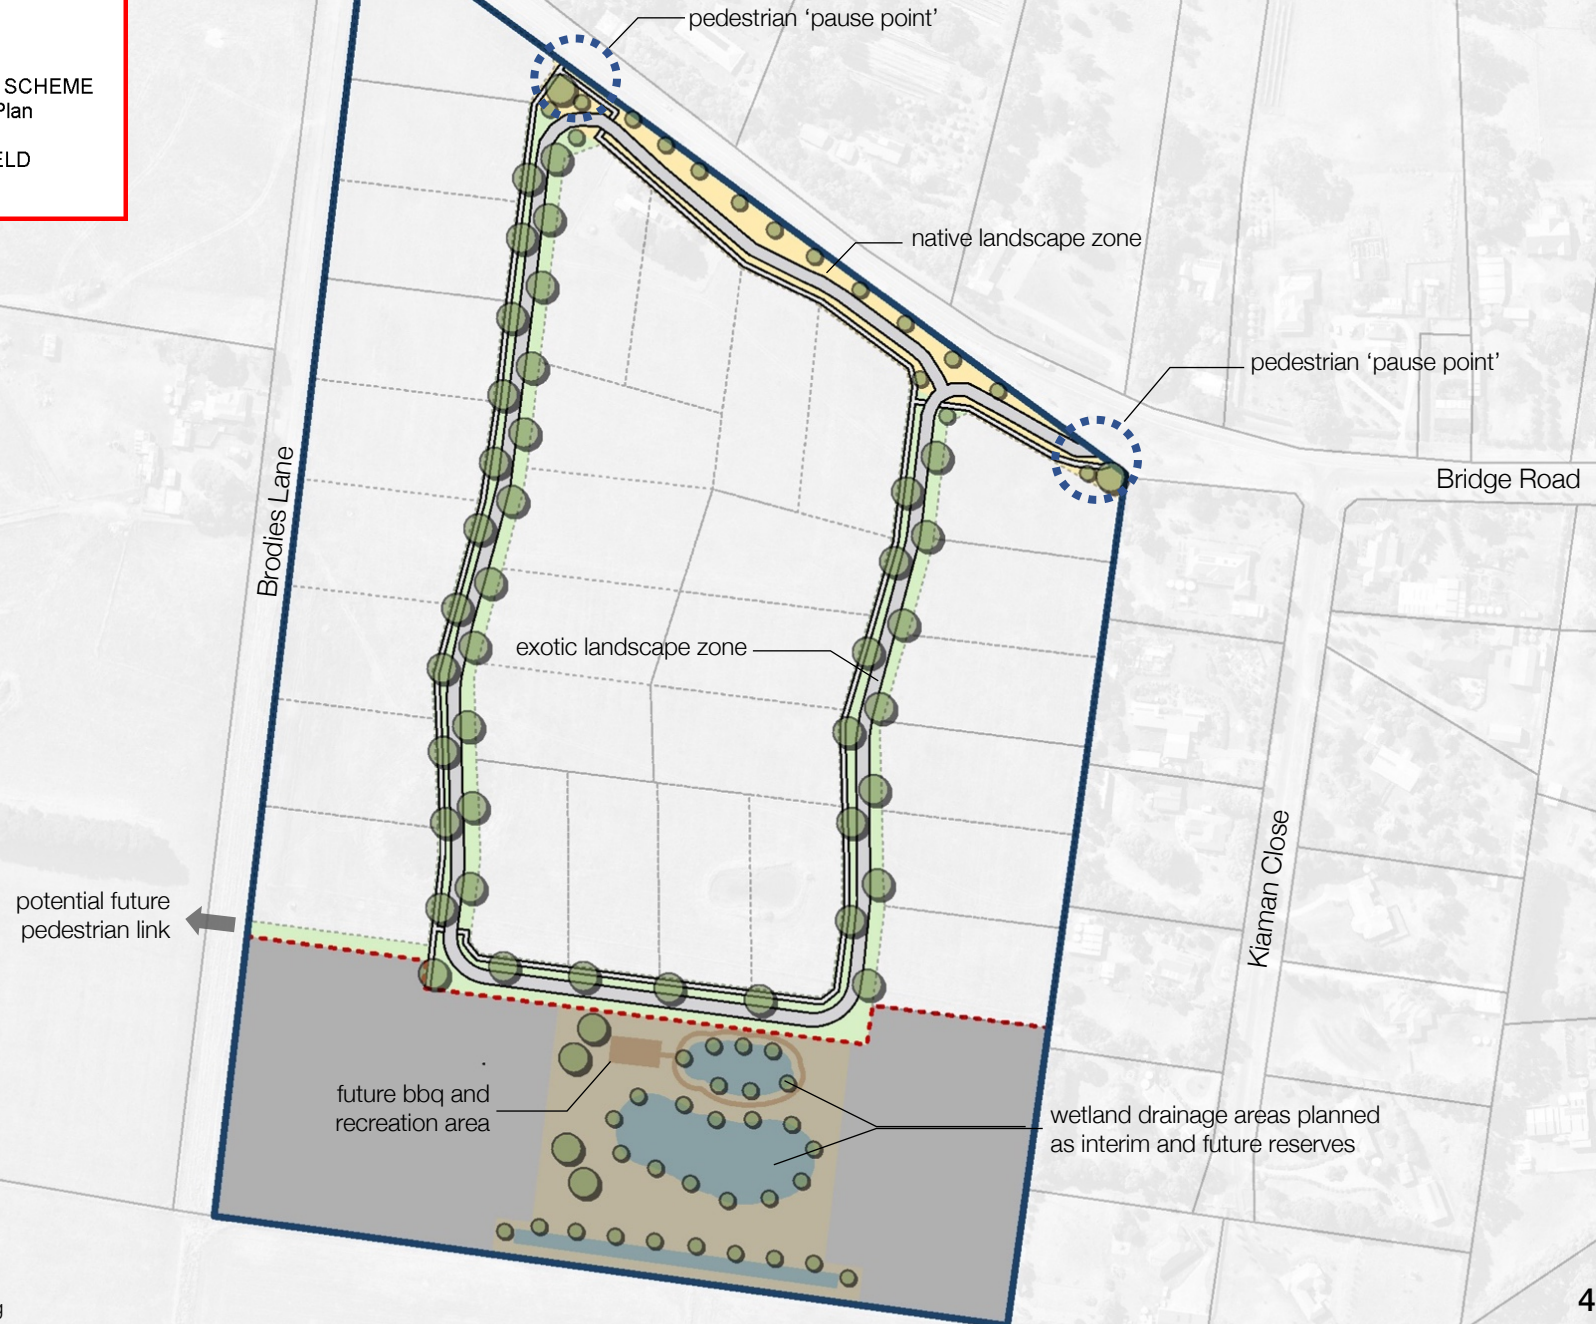 SCHEME
Plan
pedestrian ‘pause point’
native landscape zone
pedestrian ‘pause point’
Bridge Road
Brodies Lane
exotic landscape zone
Kiaman Close
potential future
pedestrian link
future bbq and
recreation area
wetland drainage areas planned
as interim and future reserves
4